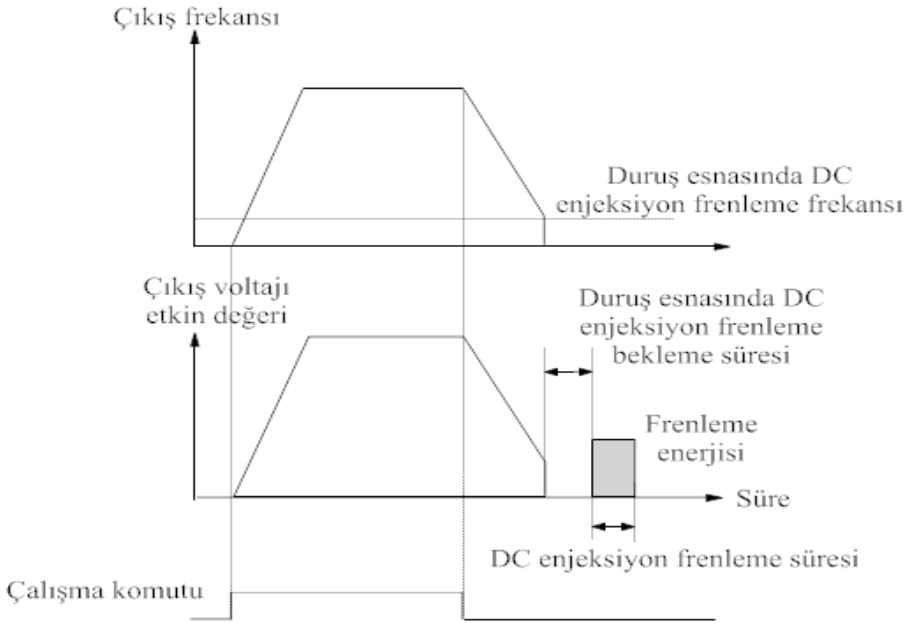 Çıkış frekansı
Duruş esnasında DC
enjeksiyon frenleme frekansı
Çıkış voltajı
etkin değeri
Duruş esnasında DC
enjeksiyon frenleme
bekleme süresi
Frenleme
enerjisi
Süre
DC enjeksiyon frenleme süresi
Çalışma komutu